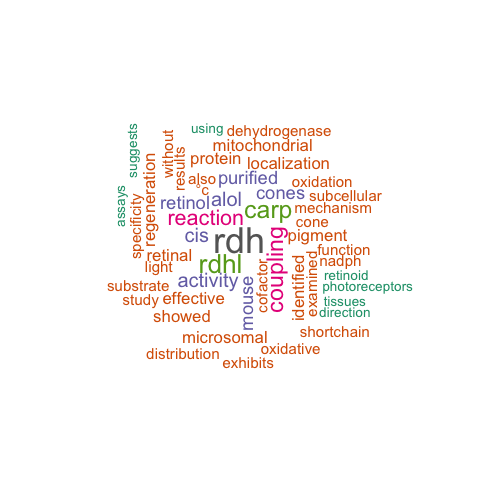 using
dehydrogenase
suggests
without
mitochondrial
results
protein
localization
regeneration
also
purified
oxidation
°c
cones
subcellular
assays
specificity
retinol
alol
carp
mechanism
reaction
cone
cis
rdh
coupling
pigment
retinal
rdhl
function
light
nadph
activity
cofactor
identified
examined
retinoid
substrate
mouse
photoreceptors
study
effective
tissues
showed
direction
microsomal
shortchain
distribution
oxidative
exhibits